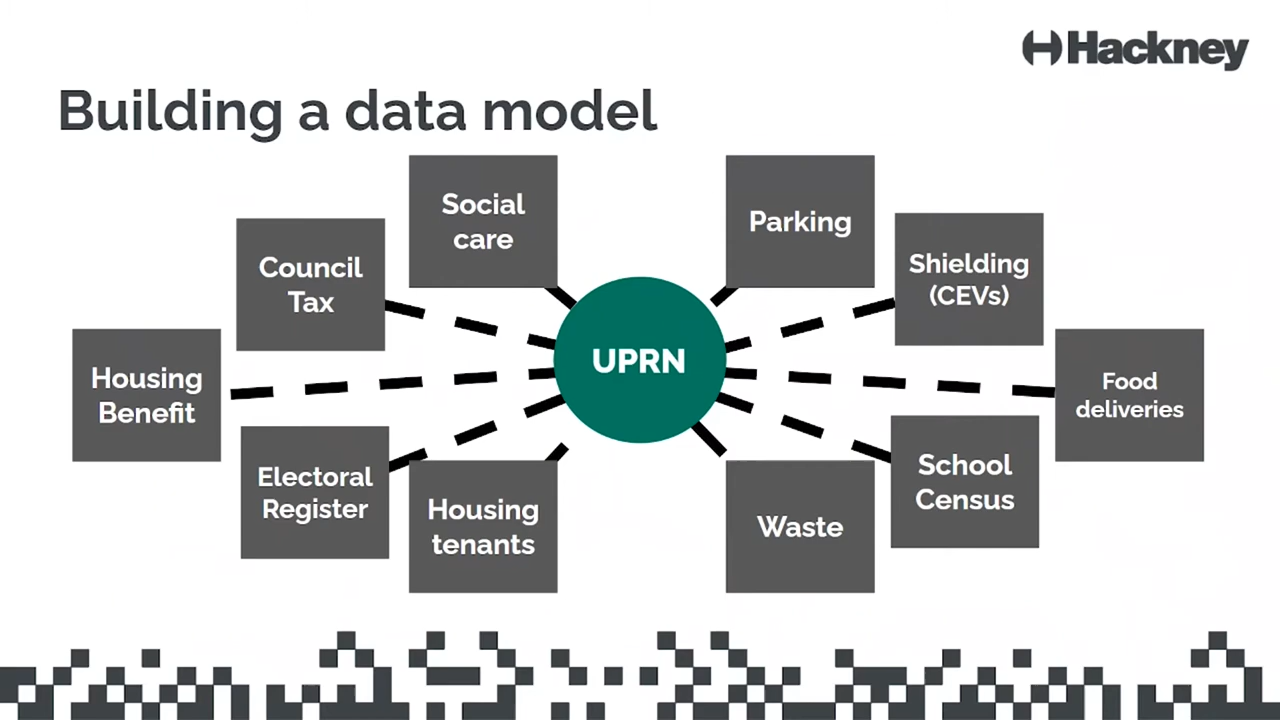 Hackney
Building a data model
Social
care
Parking
Council
Tax
Shielding
(CEVs)
UPRN
Housing
Benefit
Food
deliveries
Electoral
Register
School
Census
Housing
tenants
Waste